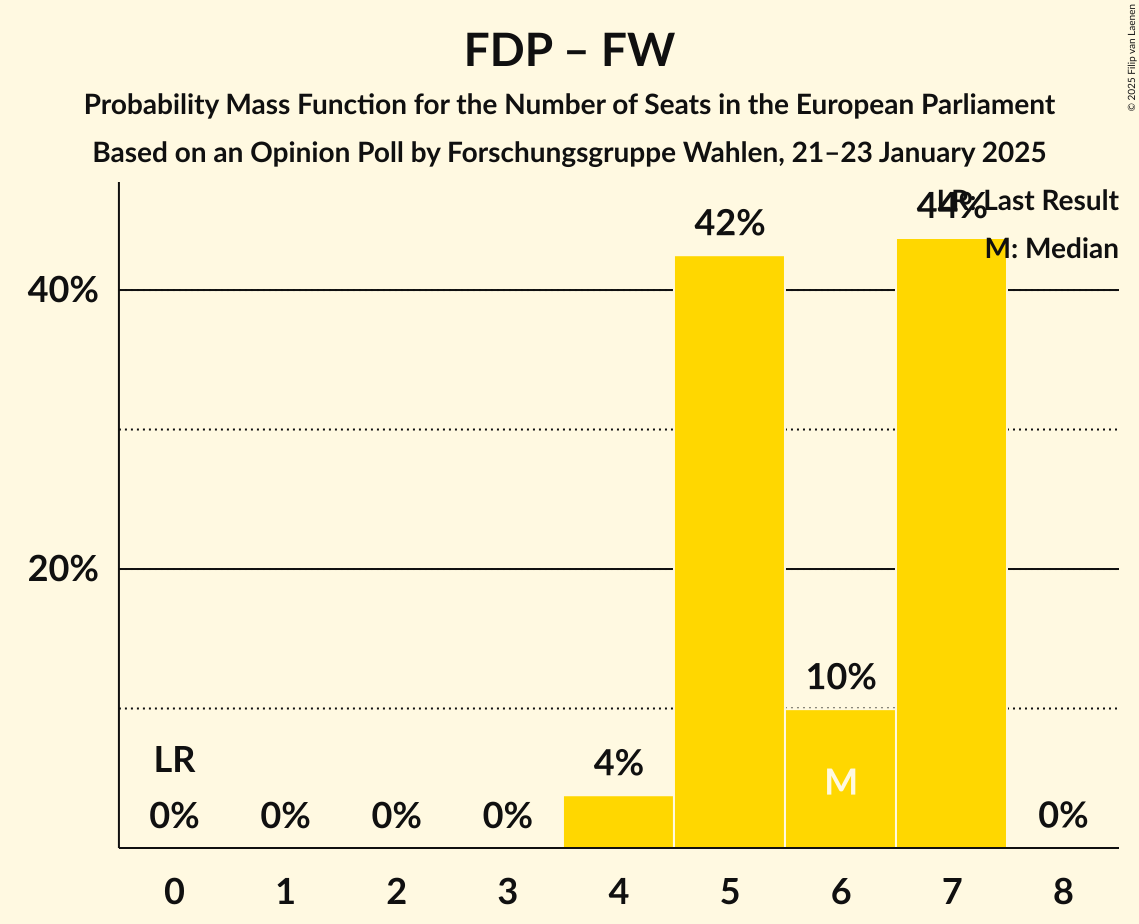 FDP – FW
Probability Mass Function for the Number of Seats in the European Parliament
Based on an Opinion Poll by Forschungsgruppe Wahlen, 21–23 January 2025
© 2025 Filip van Laenen
LR: Last Result
M: Median
44%
42%
40%
20%
10%
4%
M
LR
0%
0%
0%
0%
0%
0 1 2 3 4 5 6 7 8